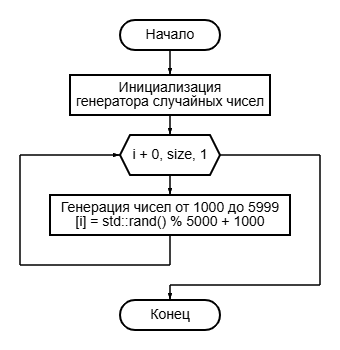 Начало
Инициализация
генератора случайных чисел
i + 0, size, 1
Генерация чисел от 1000 до 5999
[i] = std::rand() % 5000 + 1000
Конец